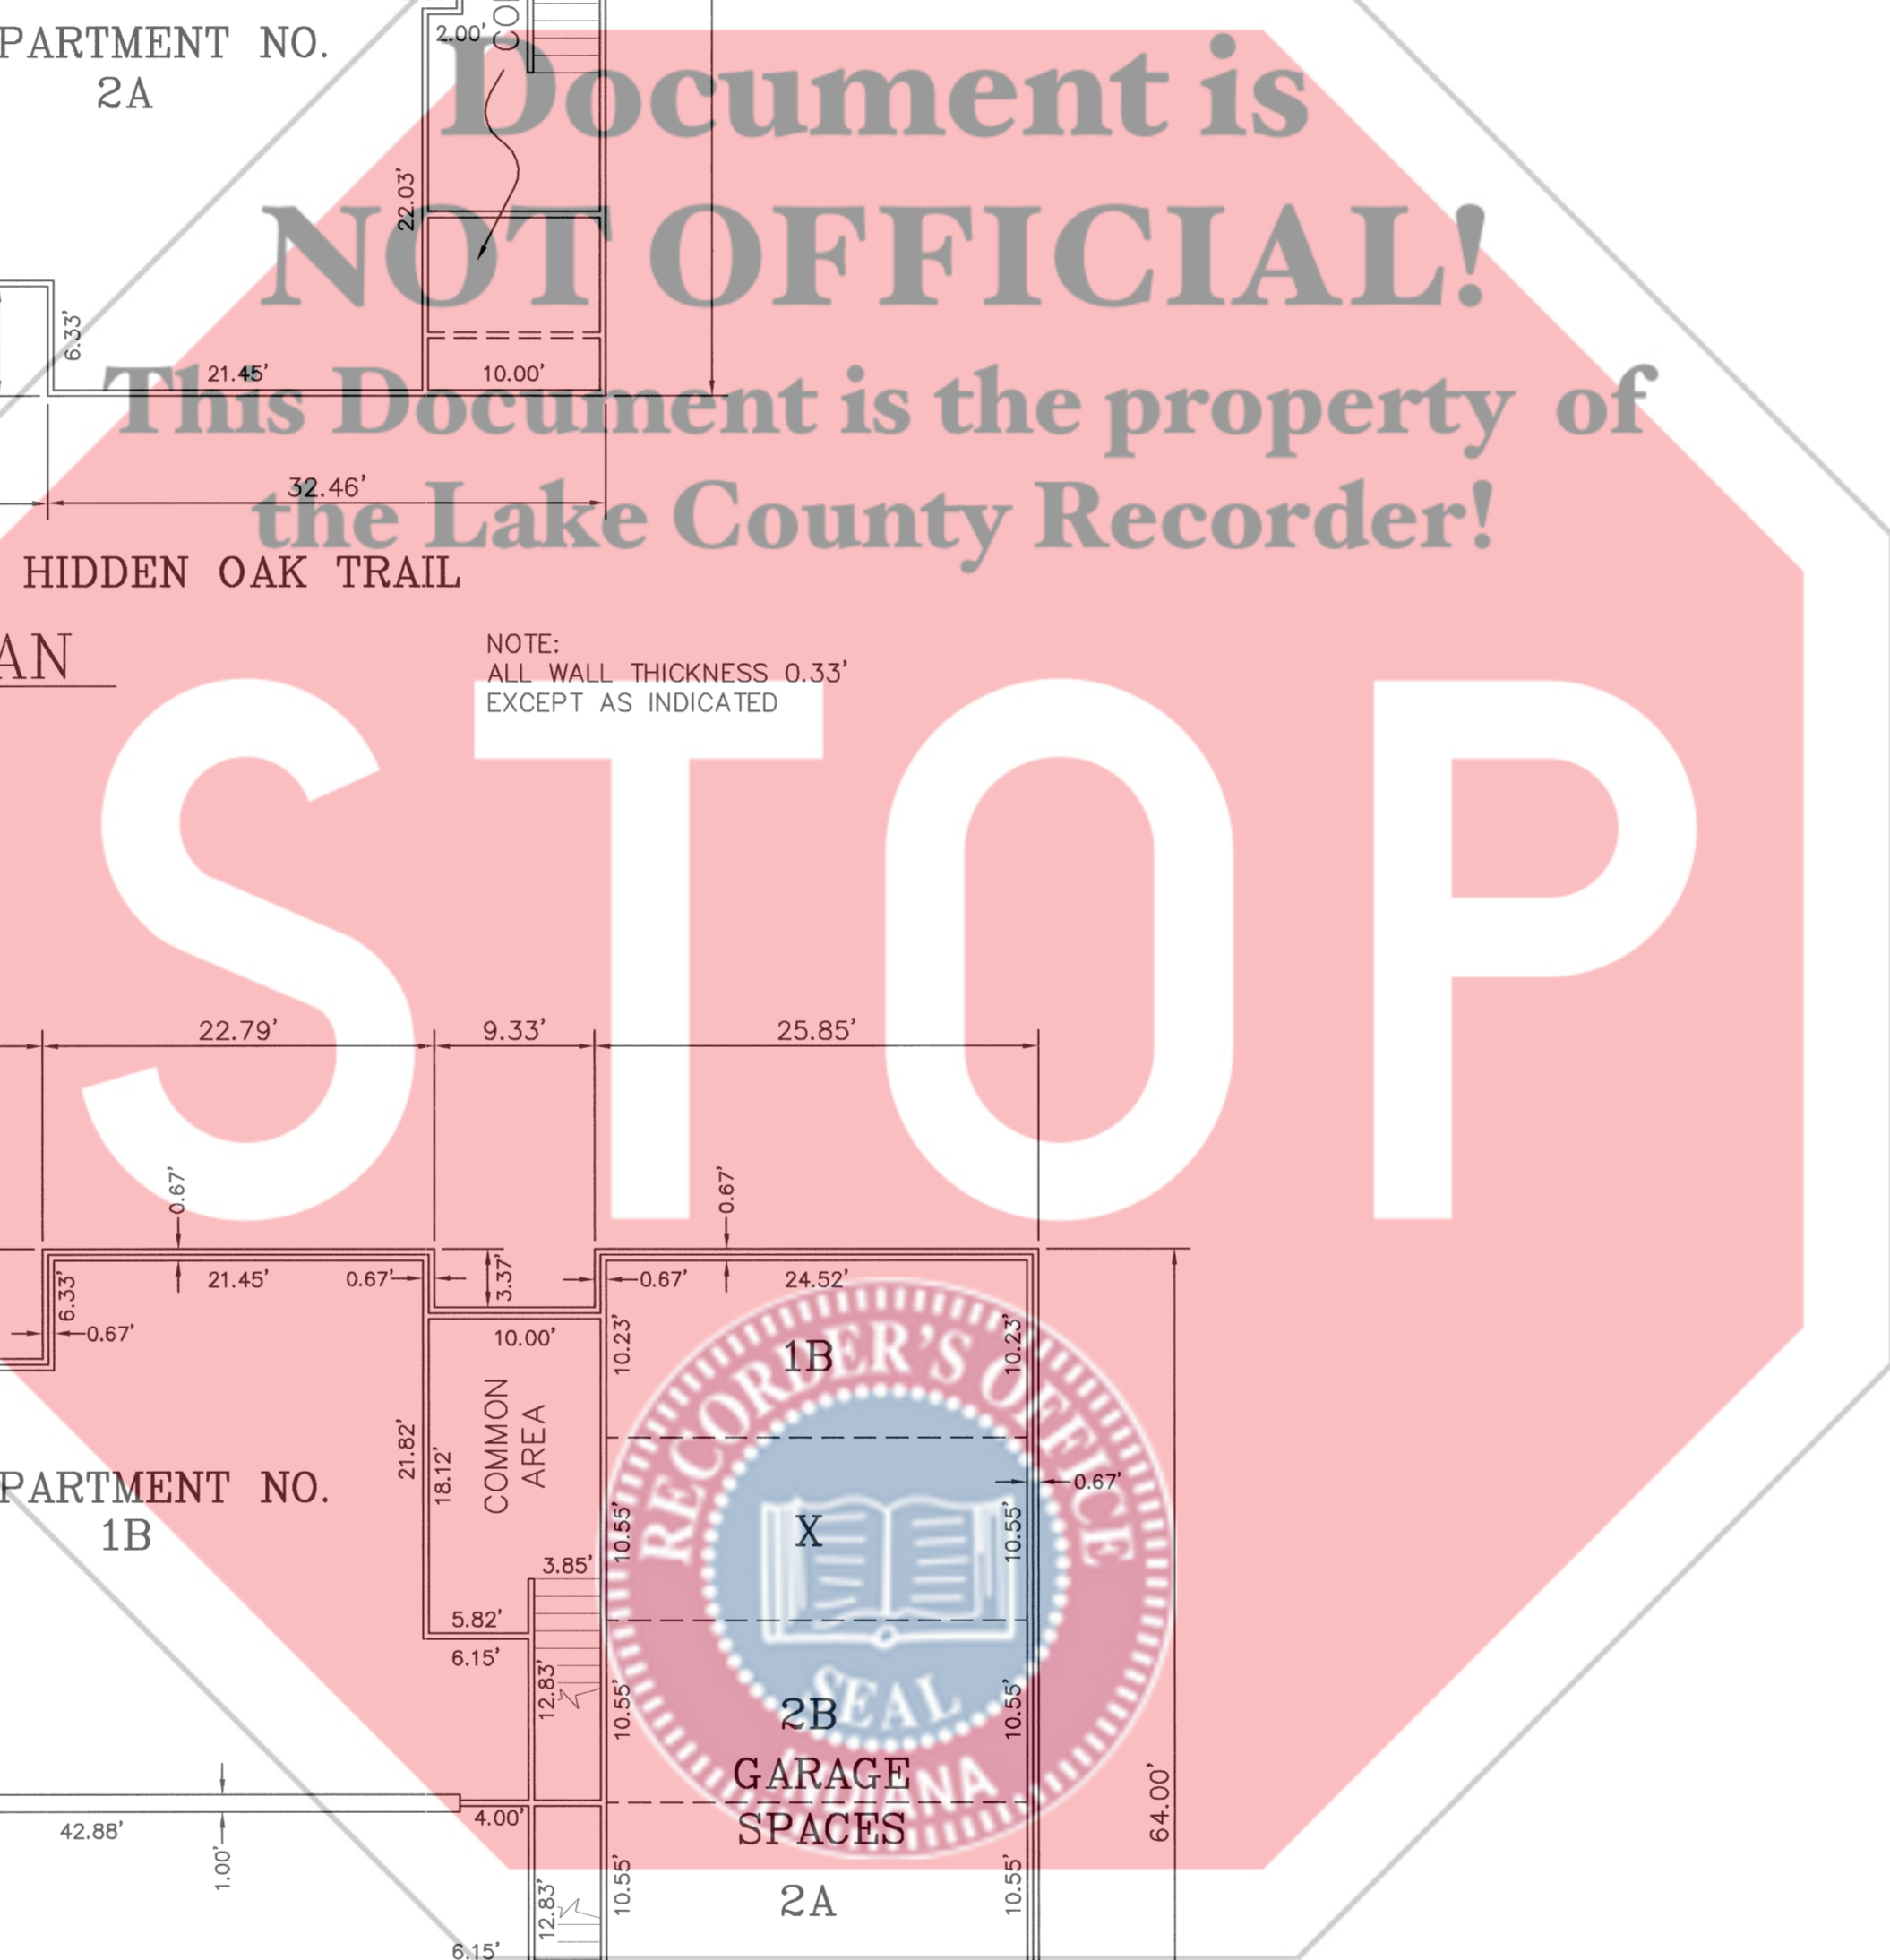 PARTMENT NO.
2A
2.00'
CO
Document is
22.03'
NOT OFFICIAL!
6.33'
21.45'
10.00'
This Document is the property of
32.46'
the Lake County Recorder!
HIDDEN OAK TRAIL
AN
NOTE:
ALL WALL THICKNESS 0.33'
EXCEPT AS INDICATED
STOP
22.79'
9.33'
25.85'
0.67'
0.67'
6.33'
21.45'
0.67'
3.37'
0.67'
24.52'
0.67'
10.00'
10.23'
1B
10.23'
RECORDER'S OFFICE
COMMON
AREA
21.82'
18.12'
0.67'
PARTMENT NO.
1B
10.55'
X
10.55'
3.85'
5.82'
6.15'
12.83'
10.55'
2B
10.55'
SEAL
GARAGE
INDIANA
SPACES
64.00'
4.00'
42.88'
1.00'
12.83'
10.55'
2A
10.55'
6.15'